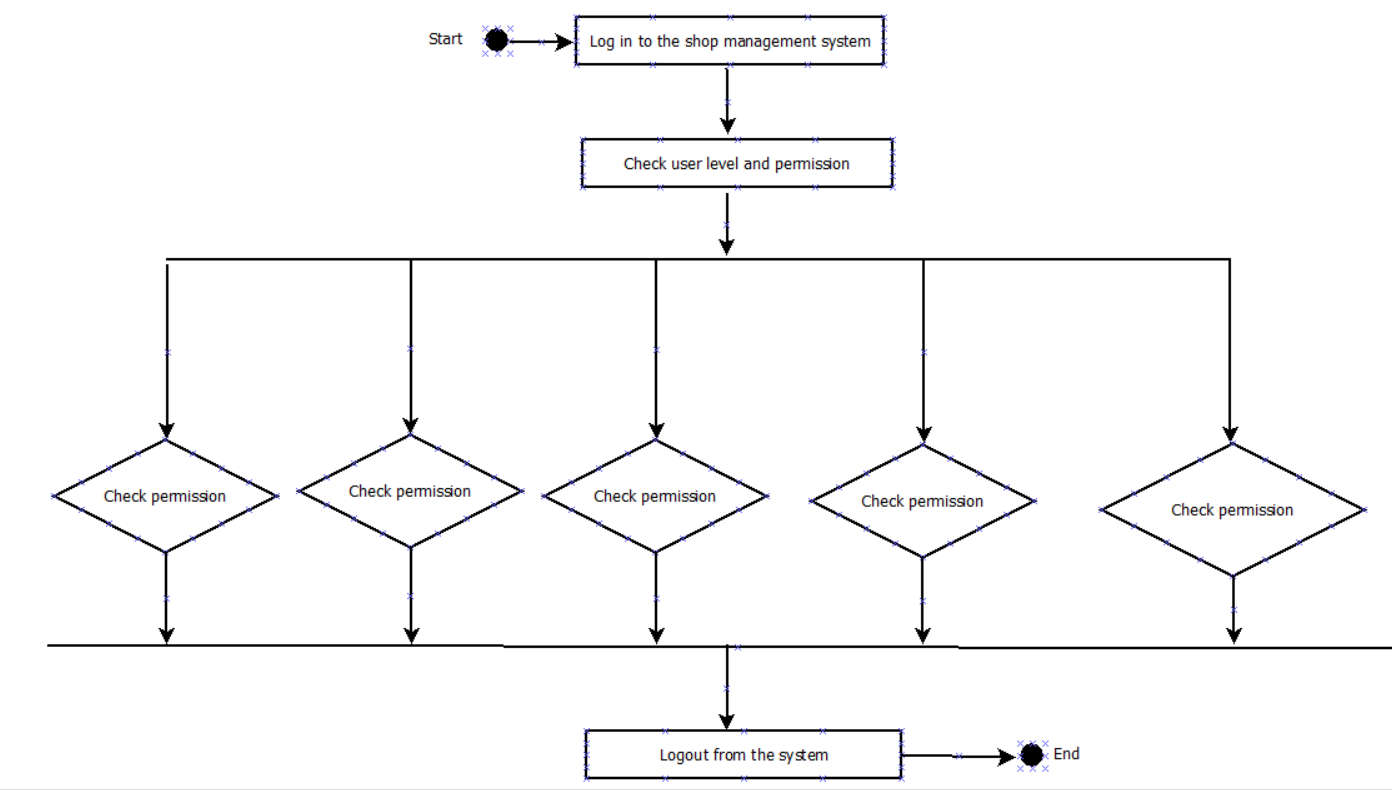 Start
Log in to the shop management system
Check user level and permission
Check permission
Check permission
Check permission
Check permission
Check permission
Logout from the system
End